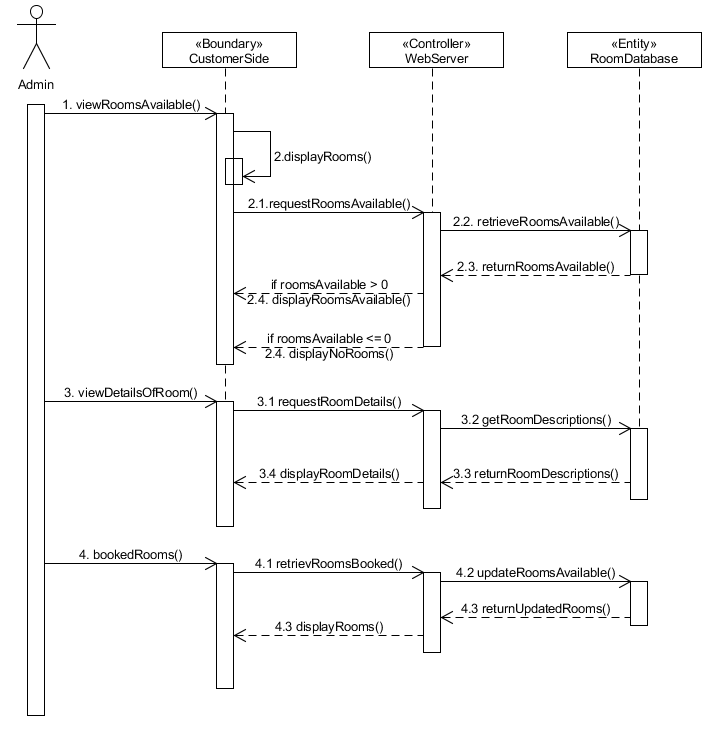 «Boundary»
CustomerSide
«Controller»
WebServer
«Entity»
RoomDatabase
Admin
1. viewRoomsAvailable()
2.displayRooms()
2.1.requestRoomsAvailable()
2.2. retrieveRoomsAvailable()
2.3. returnRoomsAvailable()
if roomsAvailable > 0
2.4. displayRoomsAvailable()
if roomsAvailable <= 0
2.4. displayNoRooms()
3. viewDetailsOfRoom()
3.1 requestRoomDetails()
3.2 getRoomDescriptions()
3.3 returnRoomDescriptions()
3.4 displayRoomDetails()
4. bookedRooms()
4.1 retrievRoomsBooked()
4.2 updateRoomsAvailable()
4.3 returnUpdatedRooms()
4.3 displayRooms()